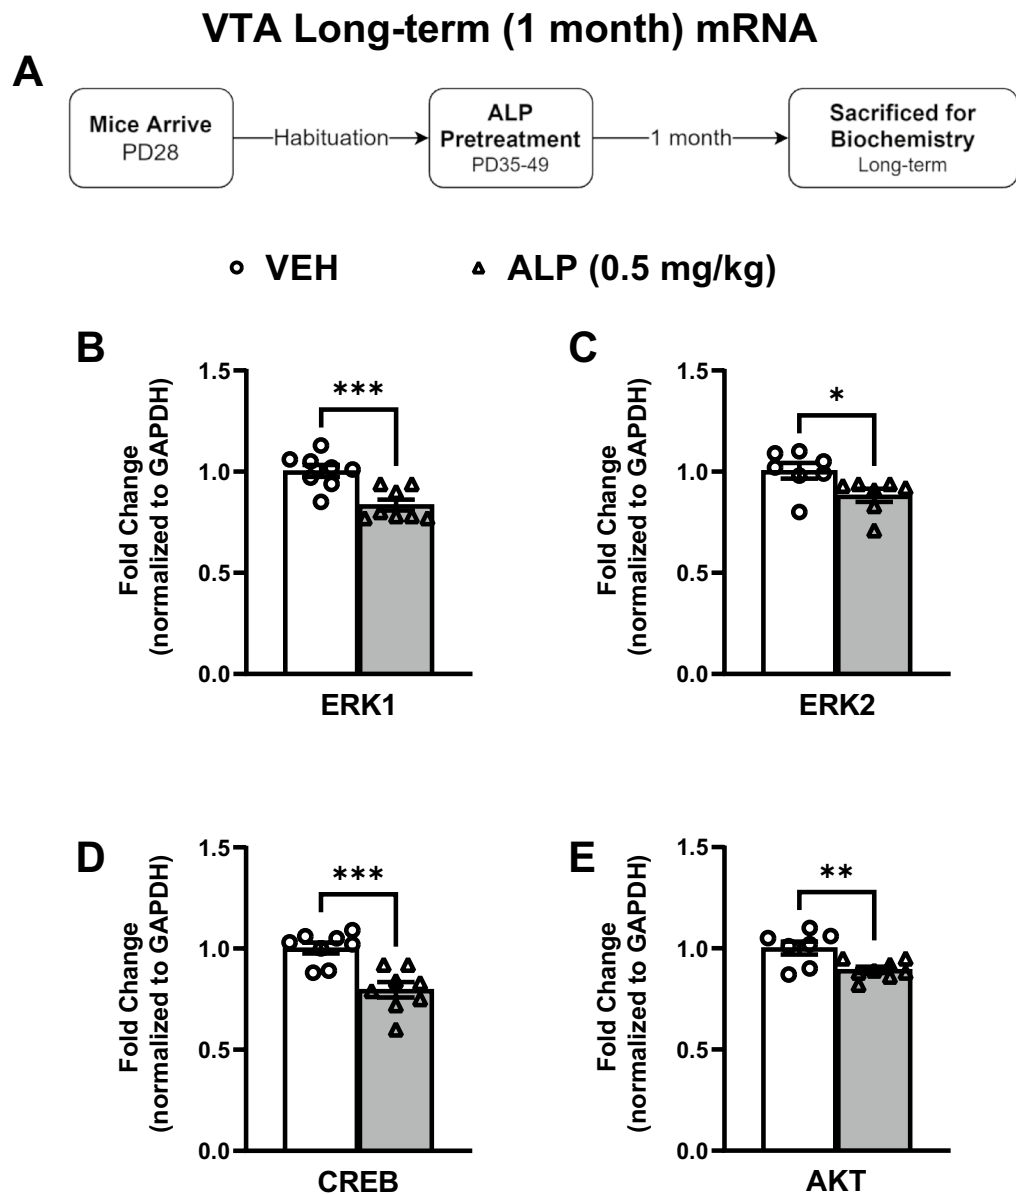 VTA Long-term (1 month) mRNA
A
Mice Arrive
PD28
Habituation
ALP
Pretreatment
PD35-49
1 month
Sacrificed for
Biochemistry
Long-term
VEH
ALP (0.5 mg/kg)
B
Fold Change
(normalized to GAPDH)
1.5
1.0
0.5
0.0
***
ERK1
C
Fold Change
(normalized to GAPDH)
1.5
1.0
0.5
0.0
*
ERK2
D
Fold Change
(normalized to GAPDH)
1.5
1.0
0.5
0.0
***
CREB
E
Fold Change
(normalized to GAPDH)
1.5
1.0
0.5
0.0
**
AKT